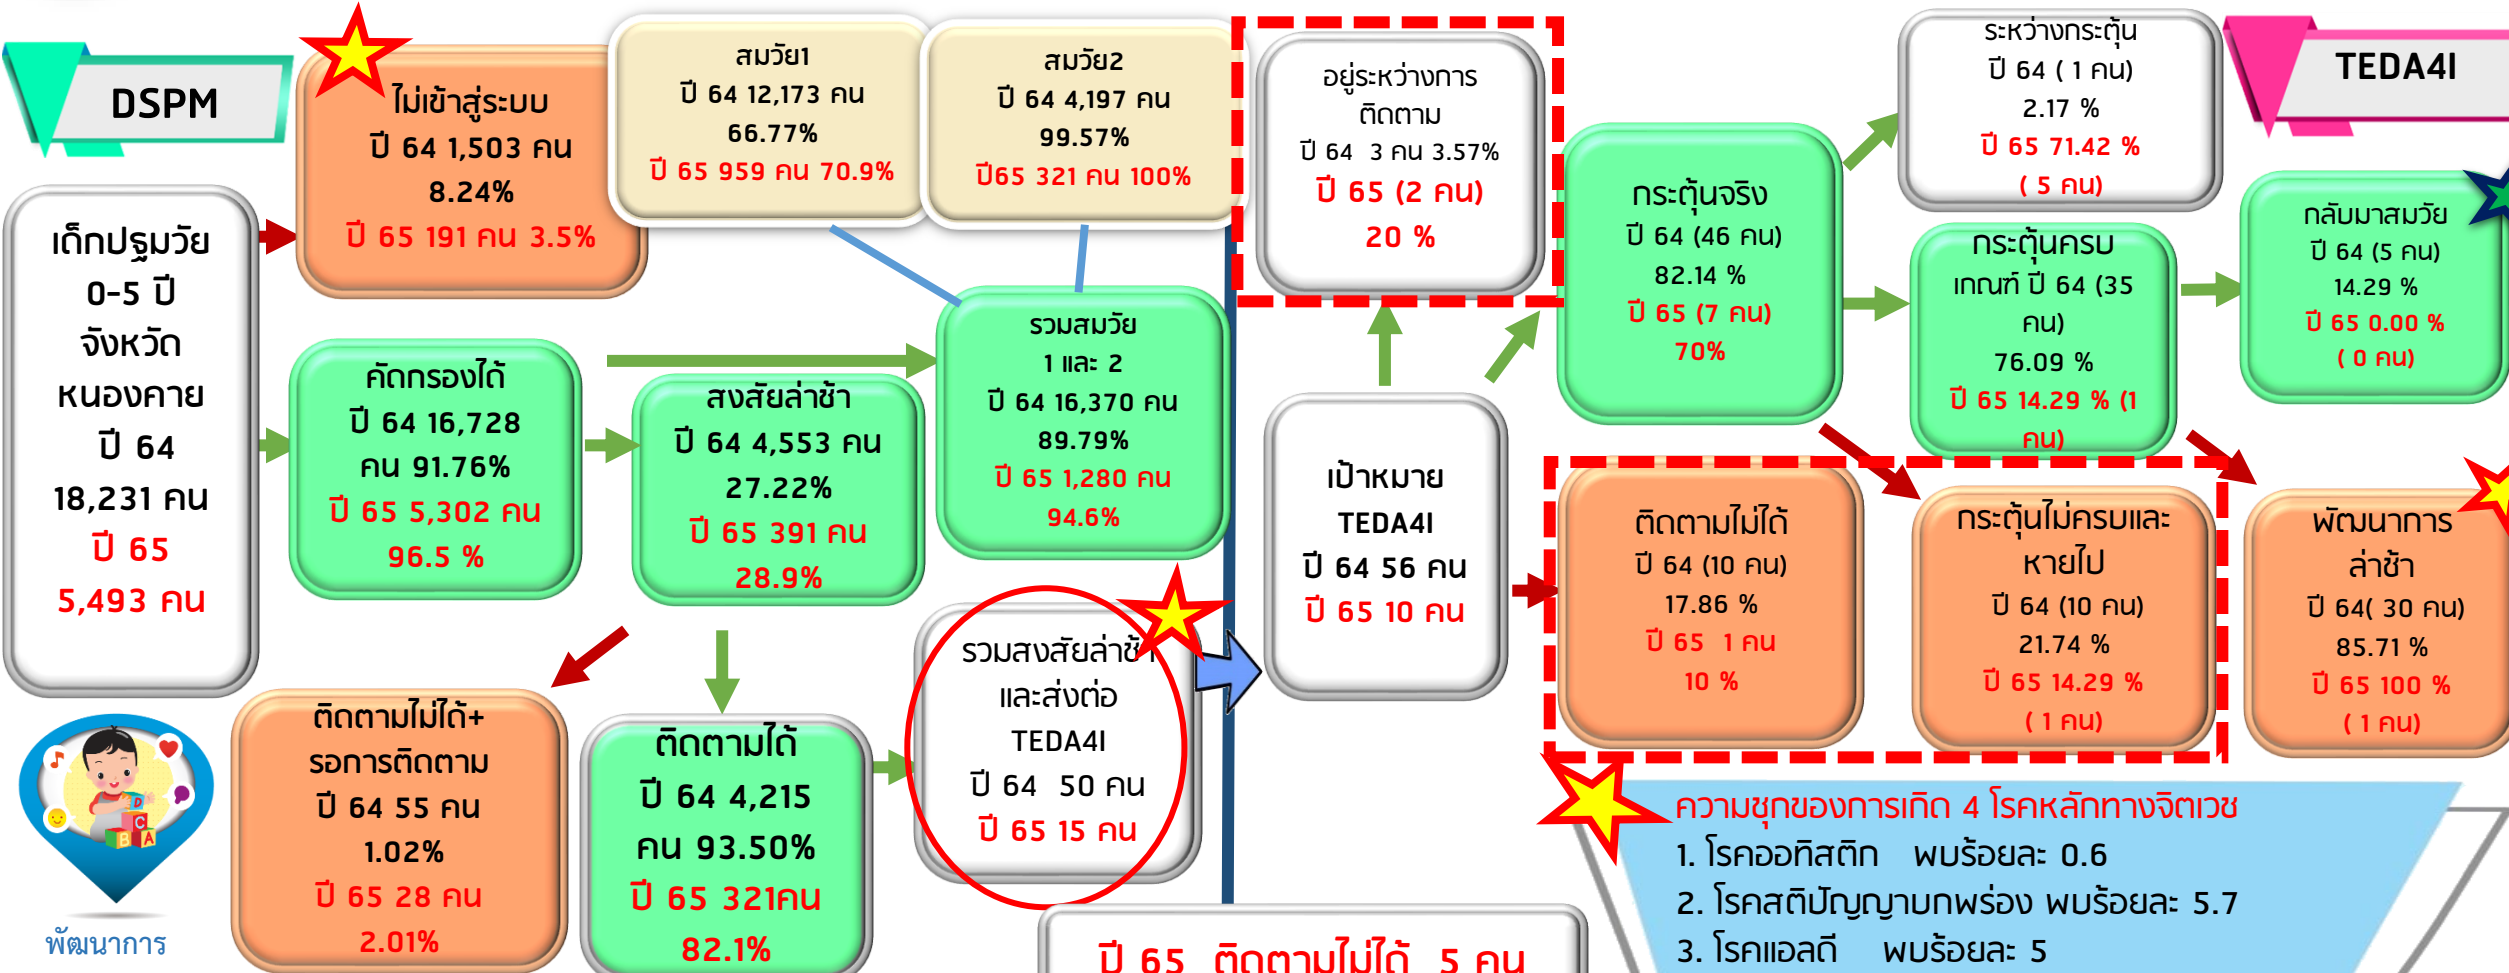 DSPM
ไม่เข้าสู่ระบบ
ปี 64 1,503 คน
8.24%
ปี 65 191 คน 3.5%
สมวัย1
ปี 64 12,173 คน
66.77%
ปี 65 959 คน 70.9%
สมวัย2
ปี 64 4,197 คน
99.57%
ปี65 321 คน 100%
เด็กปฐมวัย
0-5 ปี
จังหวัด
หนองคาย
ปี 64
18,231 คน
ปี 65
5,493 คน
คัดกรองได้
ปี 64 16,728
คน 91.76%
ปี 65 5,302 คน
96.5 %
สงสัยล่าช้า
ปี 64 4,553 คน
27.22%
ปี 65 391 คน
28.9%
รวมสมวัย
1 และ 2
ปี 64 16,370 คน
89.79%
ปี 65 1,280 คน
94.6%
ติดตามไม่ได้+
รอการติดตาม
ปี 64 55 คน
1.02%
ปี 65 28 คน
2.01%
ติดตามได้
ปี 64 4,215
คน 93.50%
ปี 65 321คน
82.1%
รวมสงสัยล่าช้า
และส่งต่อ
TEDA4I
ปี 64 50 คน
ปี 65 15 คน
พัฒนาการ
ปี 65 ติดตามไม่ได้ 5 คน
TEDA4I
อยู่ระหว่างการ
ติดตาม
ปี 64 3 คน 3.57%
ปี 65 (2 คน)
20 %
เป้าหมาย
TEDA4I
ปี 64 56 คน
ปี 65 10 คน
กระตุ้นจริง
ปี 64 (46 คน)
82.14 %
ปี 65 (7 คน)
70%
ระหว่างกระตุ้น
ปี 64 ( 1 คน)
2.17 %
ปี 65 71.42 %
( 5 คน)
กระตุ้นครบ
เกณฑ์ ปี 64 (35
คน)
76.09 %
ปี 65 14.29 % (1
คน)
กลับมาสมวัย
ปี 64 (5 คน)
14.29 %
ปี 65 0.00 %
( 0 คน)
ติดตามไม่ได้
ปี 64 (10 คน)
17.86 %
ปี 65 1 คน
10 %
กระตุ้นไม่ครบและ
หายไป
ปี 64 (10 คน)
21.74 %
ปี 65 14.29 %
( 1 คน)
พัฒนาการ
ล่าช้า
ปี 64( 30 คน)
85.71 %
ปี 65 100 %
( 1 คน)
ความชุกของการเกิด 4 โรคหลักทางจิตเวช
1. โรคออทิสติก พบร้อยละ 0.6
2. โรคสติปัญญาบกพร่อง พบร้อยละ 5.7
3. โรคแอลดี พบร้อยละ 5
D
C
B A